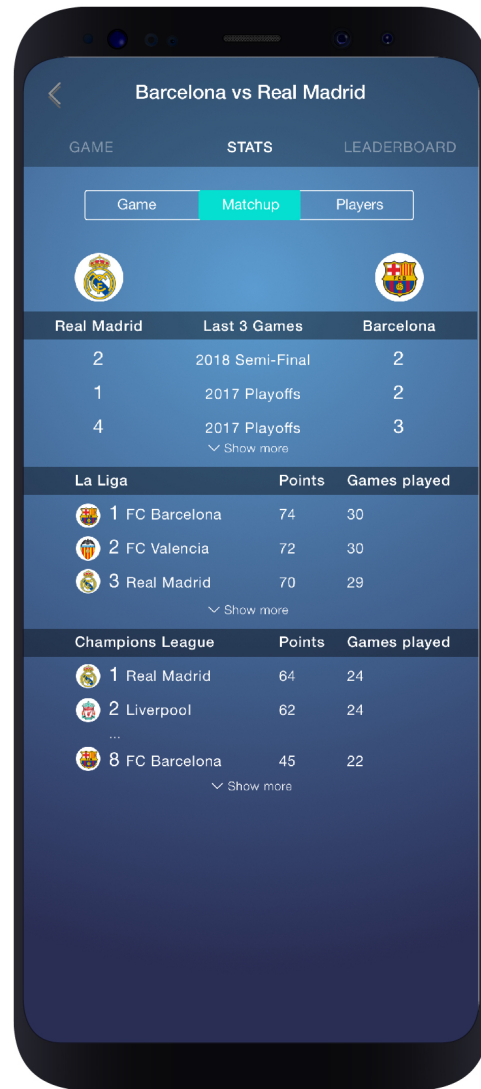 Barcelona vs Real Madrid
GAME STATS LEADERBOARD
Game Matchup Players
Real Madrid Last 3 Games Barcelona
2 2018 Semi-Final 2
1 2017 Playoffs 2
4 2017 Playoffs 3
Show more
La Liga Points Games played
1 FC Barcelona 74 30
2 FC Valencia 72 30
3 Real Madrid 70 29
Show more
Champions League Points Games played
1 Real Madrid 64 24
2 Liverpool 62 24
...
8 FC Barcelona 45 22
Show more